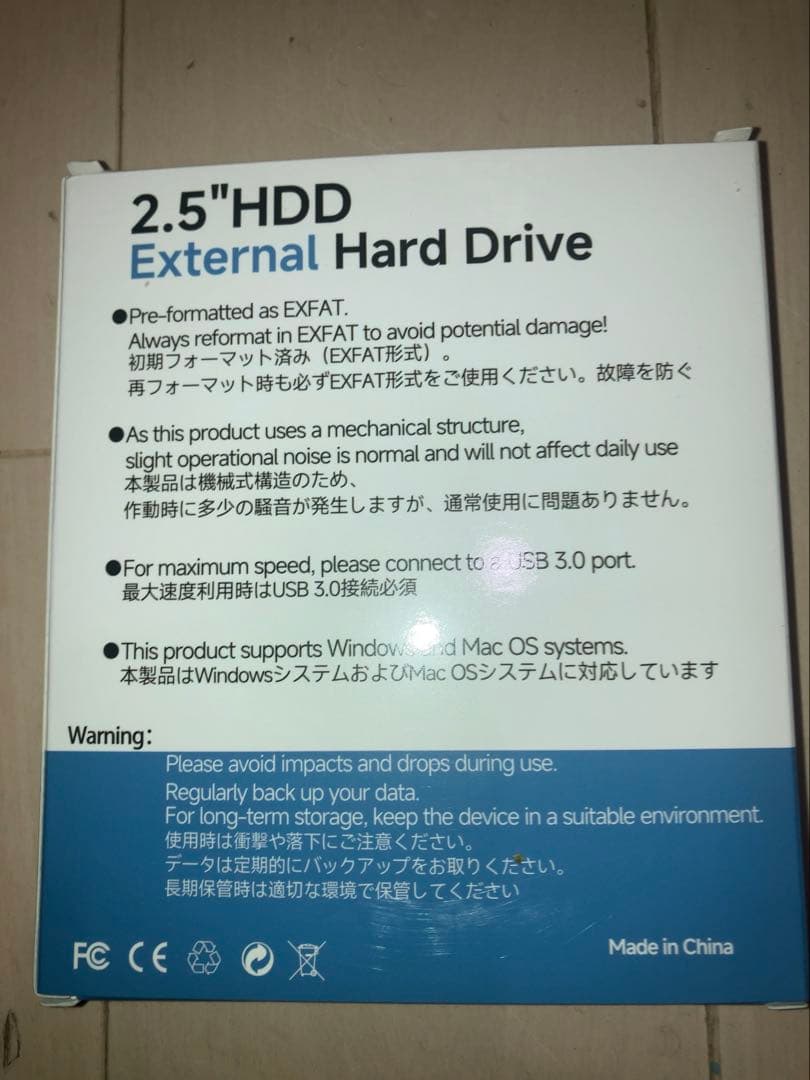 2.5"HDD
External Hard Drive
●Pre-formatted as EXFAT.
Always reformat in EXFAT to avoid potential damage!
初期フォーマット済み（EXFAT形式）。
再フォーマット時も必ずEXFAT形式をご使用ください。故障を防ぐ
●As this product uses a mechanical structure,
slight operational noise is normal and will not affect daily use
本製品は機械式構造のため、
作動時に多少の騒音が発生しますが、通常使用に問題ありません。
●For maximum speed, please connect to a USB 3.0 port.
最大速度利用時はUSB 3.0接続必須
●This product supports Windows and Mac OS systems.
本製品はWindowsシステムおよびMac OSシステムに対応しています
Warning:
Please avoid impacts and drops during use.
Regularly back up your data.
For long-term storage, keep the device in a suitable environment.
使用時は衝撃や落下にご注意ください。
データは定期的にバックアップをお取りください。
長期保管時は適切な環境で保管してください
FC CE
Made in China